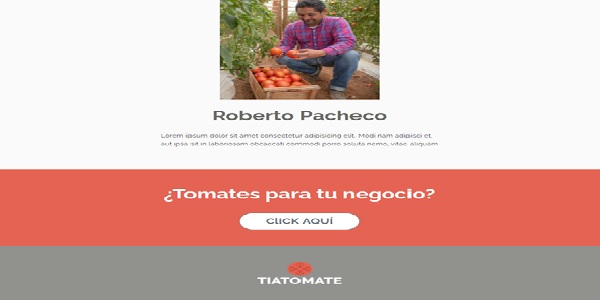 Roberto Pacheco
Lorem ipsum dolor sit amet consectetur adipisicing elit. Modi nam adipisci et,
aut ipsa sit in laboriosam obcaecati commodi porro soluta nemo, vitae aliquam
¿Tomates para tu negocio?
CLICK AQUÍ
TIATOMATE